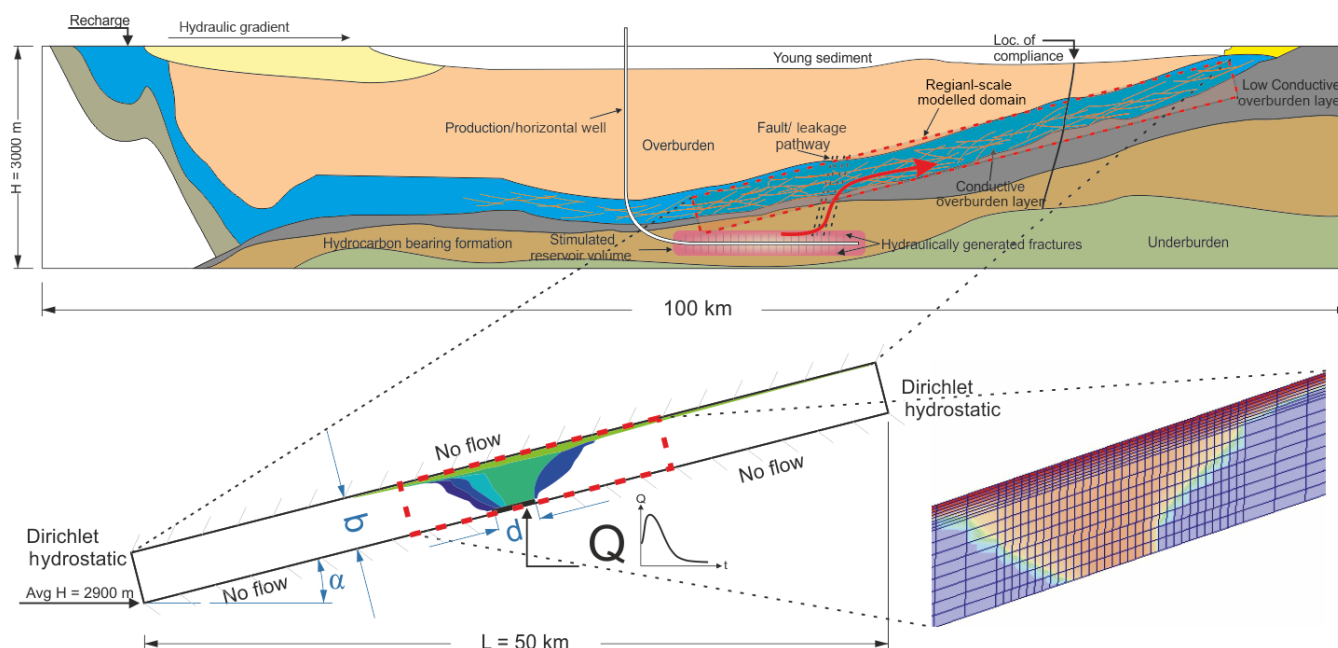 Recharge
Hydraulic gradient
Loc. of
compliance
Young sediment
Regianl-scale
modelled domain
Low Conductive
overburden laye
H = 3000 m
Production/horizontal well
Overburden
Fault/ leakage
pathway
Conductive
overburden layer
Hydrocarbon bearing formation
Stimulated
reservoir volume
Hydraulically generated fractures
Underburden
100 km
Dirichlet
hydrostatic
No flow
No flow
b
d
Q
Q
t
Dirichlet
hydrostatic
Avg H = 2900 m
No flow
α
L = 50 km